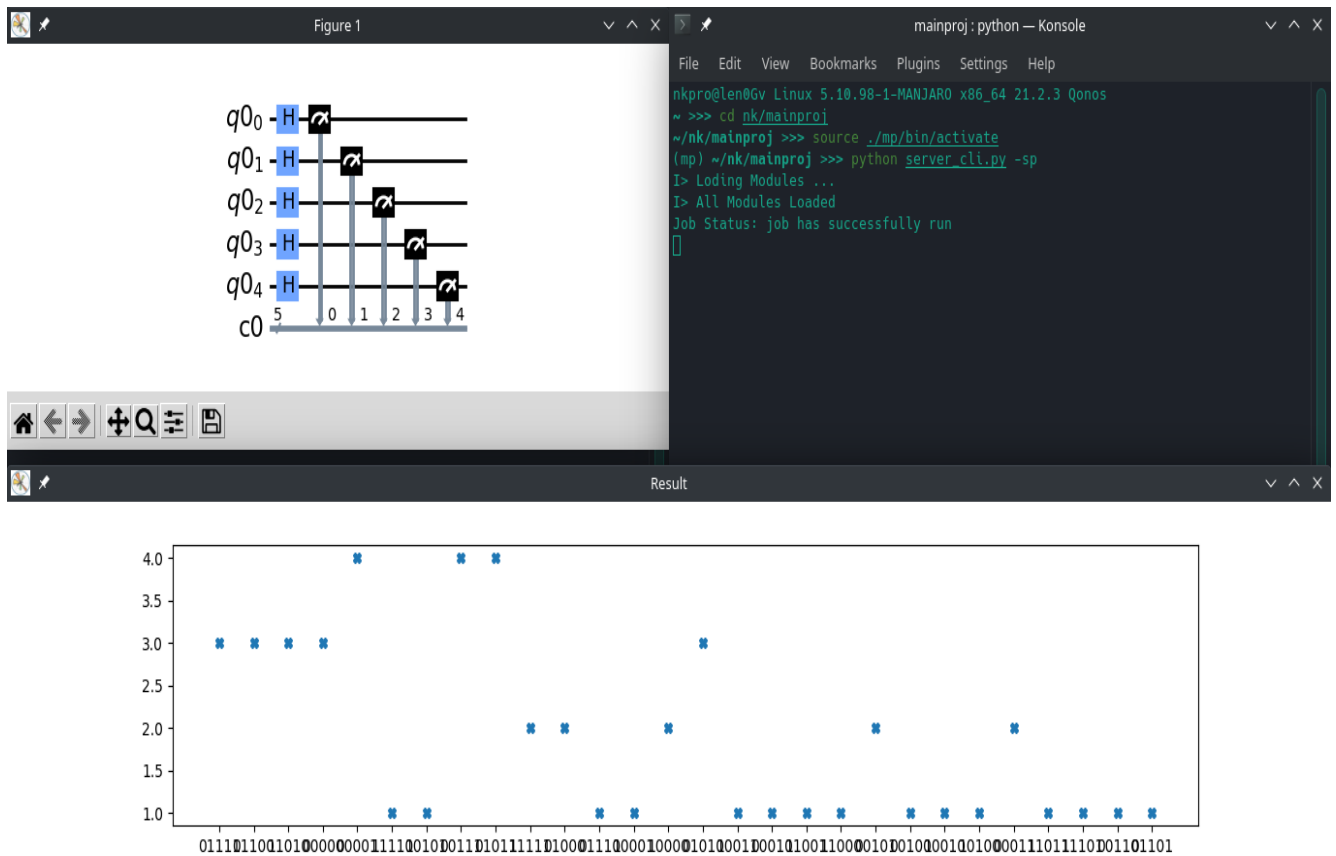 Figure 1
q0₀ H
q0₁ H
q0₂ H
q0₃ H
q0₄ H
5 0 1 2 3 4
c0
mainproj : python — Konsole
File Edit View Bookmarks Plugins Settings Help
nkpro@len0Gv Linux 5.10.98-1-MANJARO x86_64 21.2.3 Qonos
~ >>> cd nk/mainproj
~/nk/mainproj >>> source ./mp/bin/activate
(mp) ~/nk/mainproj >>> python server_cli.py -sp
I> Loding Modules ...
I> All Modules Loaded
Job Status: job has successfully run
Result
4.0
3.5
3.0
2.5
2.0
1.5
1.0